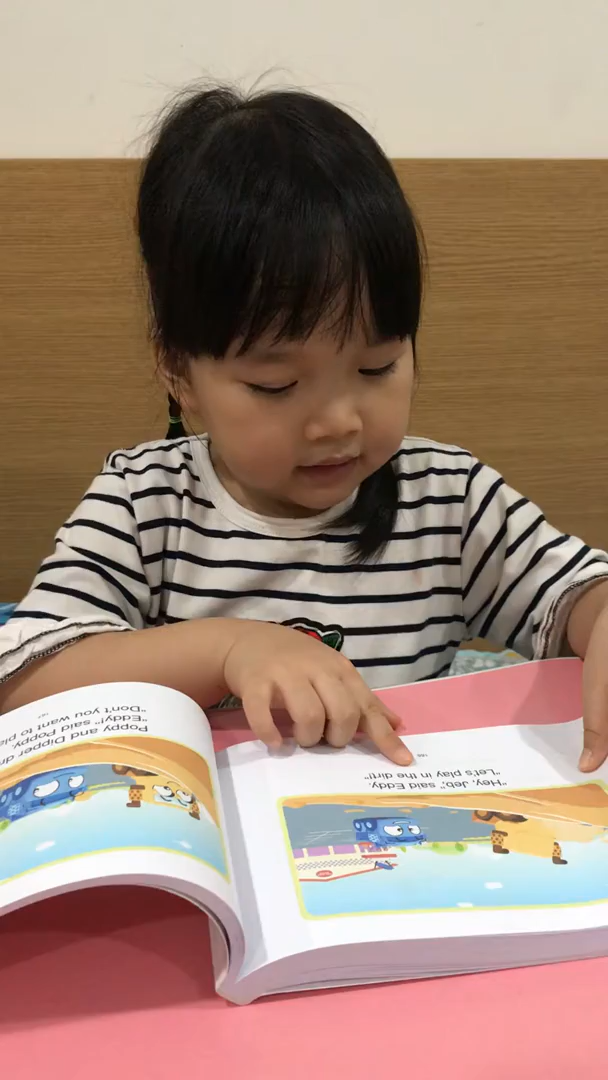 "Hey, Jeb," said Eddy.
"Let's play in the dirt!"
Poppy and Dipper
"Eddy!" said Poppy.
"Don't you want to